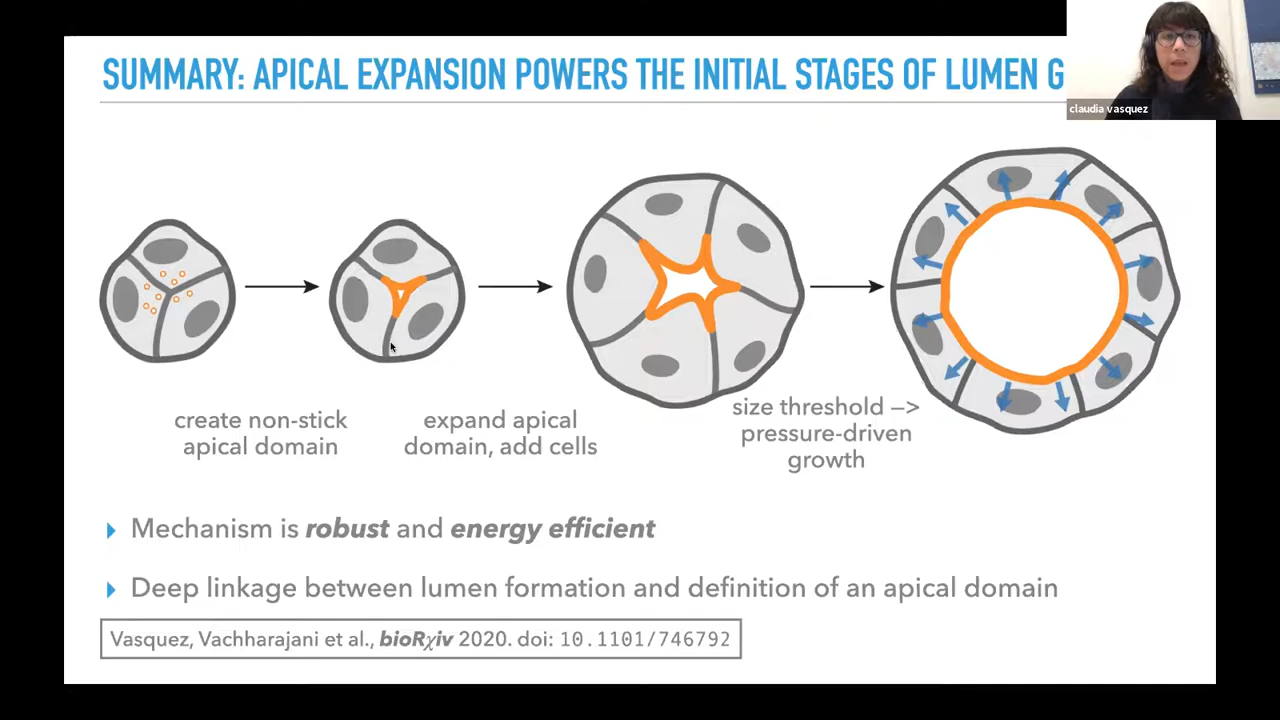 SUMMARY: APICAL EXPANSION POWERS THE INITIAL STAGES OF LUMEN G
claudia vasquez
create non-stick
apical domain
expand apical
domain, add cells
size threshold —>
pressure-driven
growth
Mechanism is robust and energy efficient
Deep linkage between lumen formation and definition of an apical domain
Vasquez, Vachharajani et al., bioRχiv 2020. doi: 10.1101/746792